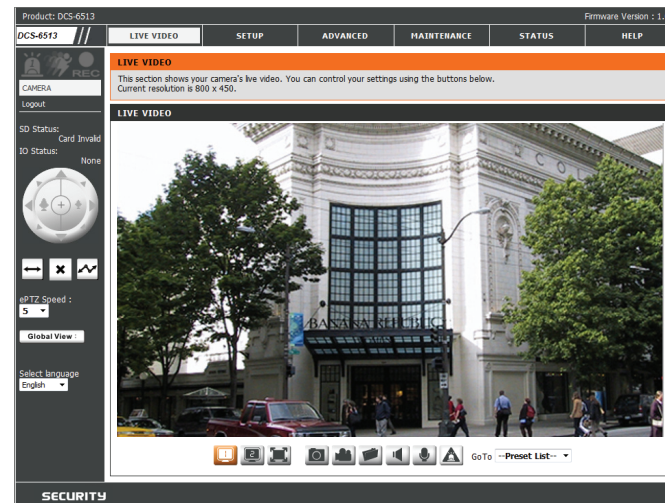 Product: DCS-6513
Firmware Version : 1.
DCS-6513
LIVE VIDEO
SETUP
ADVANCED
MAINTENANCE
STATUS
HELP
REC
CAMERA
Logout
SD Status:
Card Invalid
IO Status:
None
ePTZ Speed :
5
Global View :
Select language
English
LIVE VIDEO
This section shows your camera's live video. You can control your settings using the buttons below.
Current resolution is 800 x 450.
LIVE VIDEO
COL
BANANA REPUBLIC
1
2
GoTo --Preset List--
SECURITY